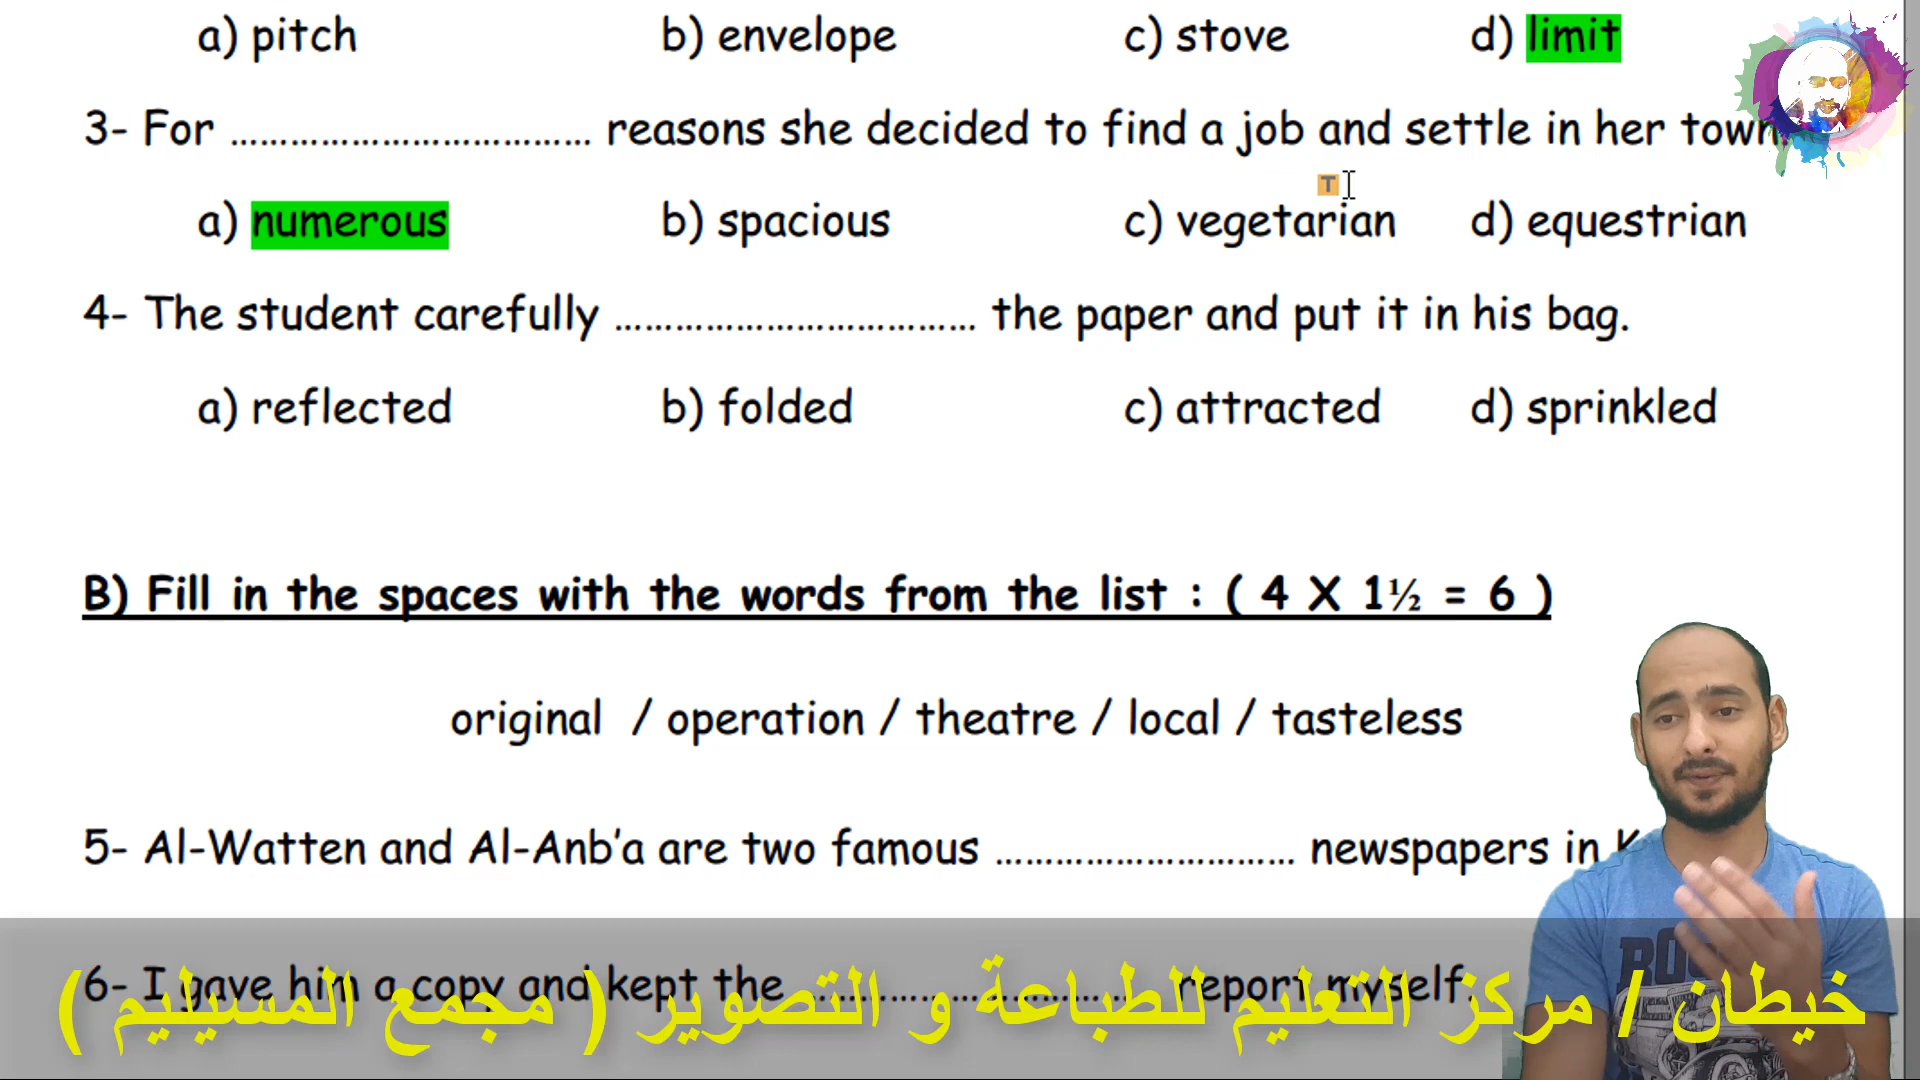 a) pitch b) envelope c) stove d) limit
3- For ................................ reasons she decided to find a job and settle in her town.
T
a) numerous b) spacious c) vegetarian d) equestrian
4- The student carefully ................................ the paper and put it in his bag.
a) reflected b) folded c) attracted d) sprinkled
B) Fill in the spaces with the words from the list : ( 4 X 1½ = 6 )
original / operation / theatre / local / tasteless
5- Al-Watten and Al-Anb’a are two famous ........................... newspapers in
6- I gave him a copy and kept the ........................... report myself.
خيطان / مركز التعليم للطباعة و التصوير ( مجمع المسيليم )